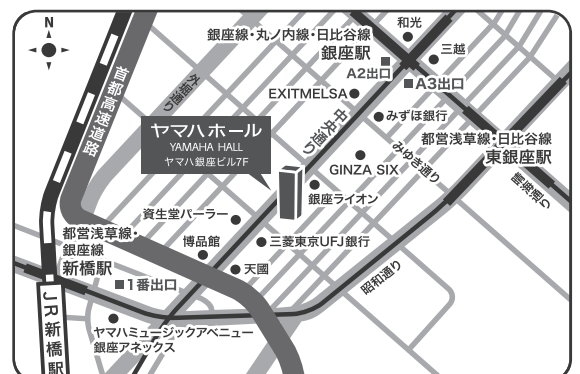 N
和光
銀座線・丸ノ内線・日比谷線
銀座駅
三越
A2出口
A3出口
首都高速道路
外堀通り
EXITMELSA
中央通り
みずほ銀行
ヤマハホール
YAMAHA HALL
ヤマハ銀座ビル7F
都営浅草線・日比谷線
東銀座駅
みゆき通り
GINZA SIX
晴海通り
銀座ライオン
資生堂パーラー
都営浅草線・
銀座線
新橋駅
博品館
三菱東京UFJ銀行
天國
1番出口
昭和通り
JR新橋駅
ヤマハミュージックアベニュー
銀座アネックス